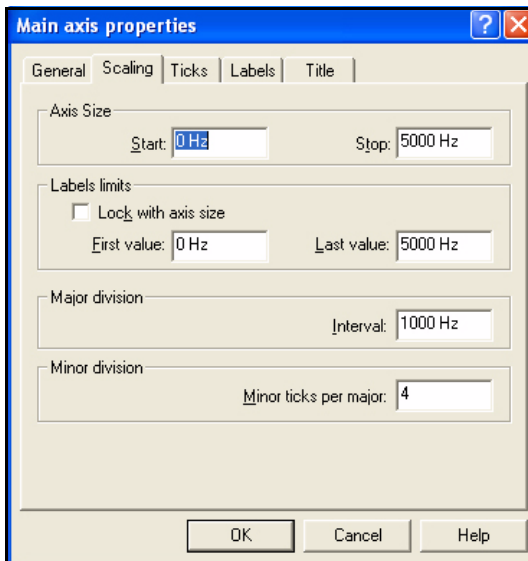 Main axis properties
General Scaling Ticks Labels Title
Axis Size
Start: 0 Hz Stop: 5000 Hz
Labels limits
Lock with axis size
First value: 0 Hz Last value: 5000 Hz
Major division
Interval: 1000 Hz
Minor division
Minor ticks per major: 4
OK Cancel Help